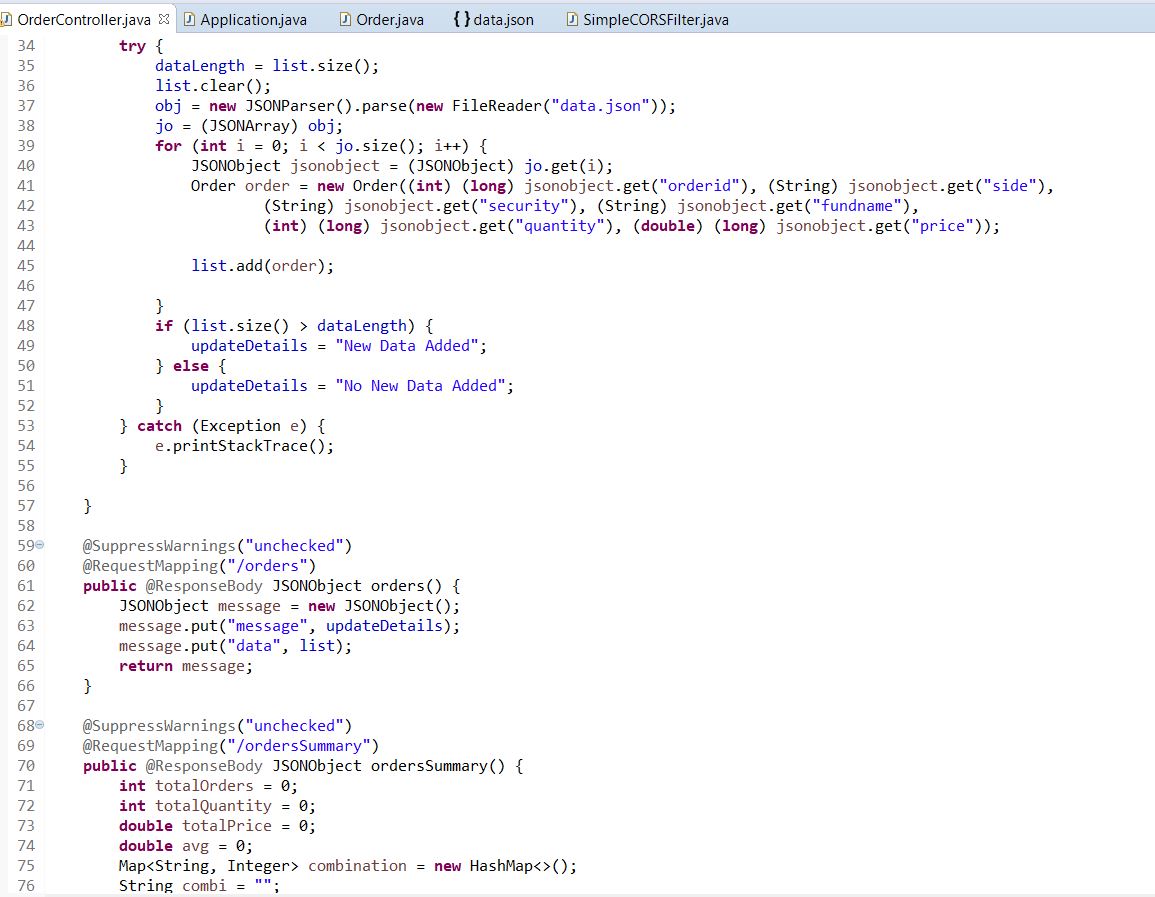 OrderController.java Application.java Order.java {} data.json SimpleCORSFilter.java
34 try {
35 dataLength = list.size();
36 list.clear();
37 obj = new JSONParser().parse(new FileReader("data.json"));
38 jo = (JSONArray) obj;
39 for (int i = 0; i < jo.size(); i++) {
40 JSONObject jsonobject = (JSONObject) jo.get(i);
41 Order order = new Order((int) (long) jsonobject.get("orderid"), (String) jsonobject.get("side"),
42 (String) jsonobject.get("security"), (String) jsonobject.get("fundname"),
43 (int) (long) jsonobject.get("quantity"), (double) (long) jsonobject.get("price"));
44
45 list.add(order);
46
47 }
48 if (list.size() > dataLength) {
49 updateDetails = "New Data Added";
50 } else {
51 updateDetails = "No New Data Added";
52 }
53 } catch (Exception e) {
54 e.printStackTrace();
55 }
56
57 }
58
59 @SuppressWarnings("unchecked")
60 @RequestMapping("/orders")
61 public @ResponseBody JSONObject orders() {
62 JSONObject message = new JSONObject();
63 message.put("message", updateDetails);
64 message.put("data", list);
65 return message;
66 }
67
68 @SuppressWarnings("unchecked")
69 @RequestMapping("/ordersSummary")
70 public @ResponseBody JSONObject ordersSummary() {
71 int totalOrders = 0;
72 int totalQuantity = 0;
73 double totalPrice = 0;
74 double avg = 0;
75 Map<String, Integer> combination = new HashMap<>();
76 String combi = "";